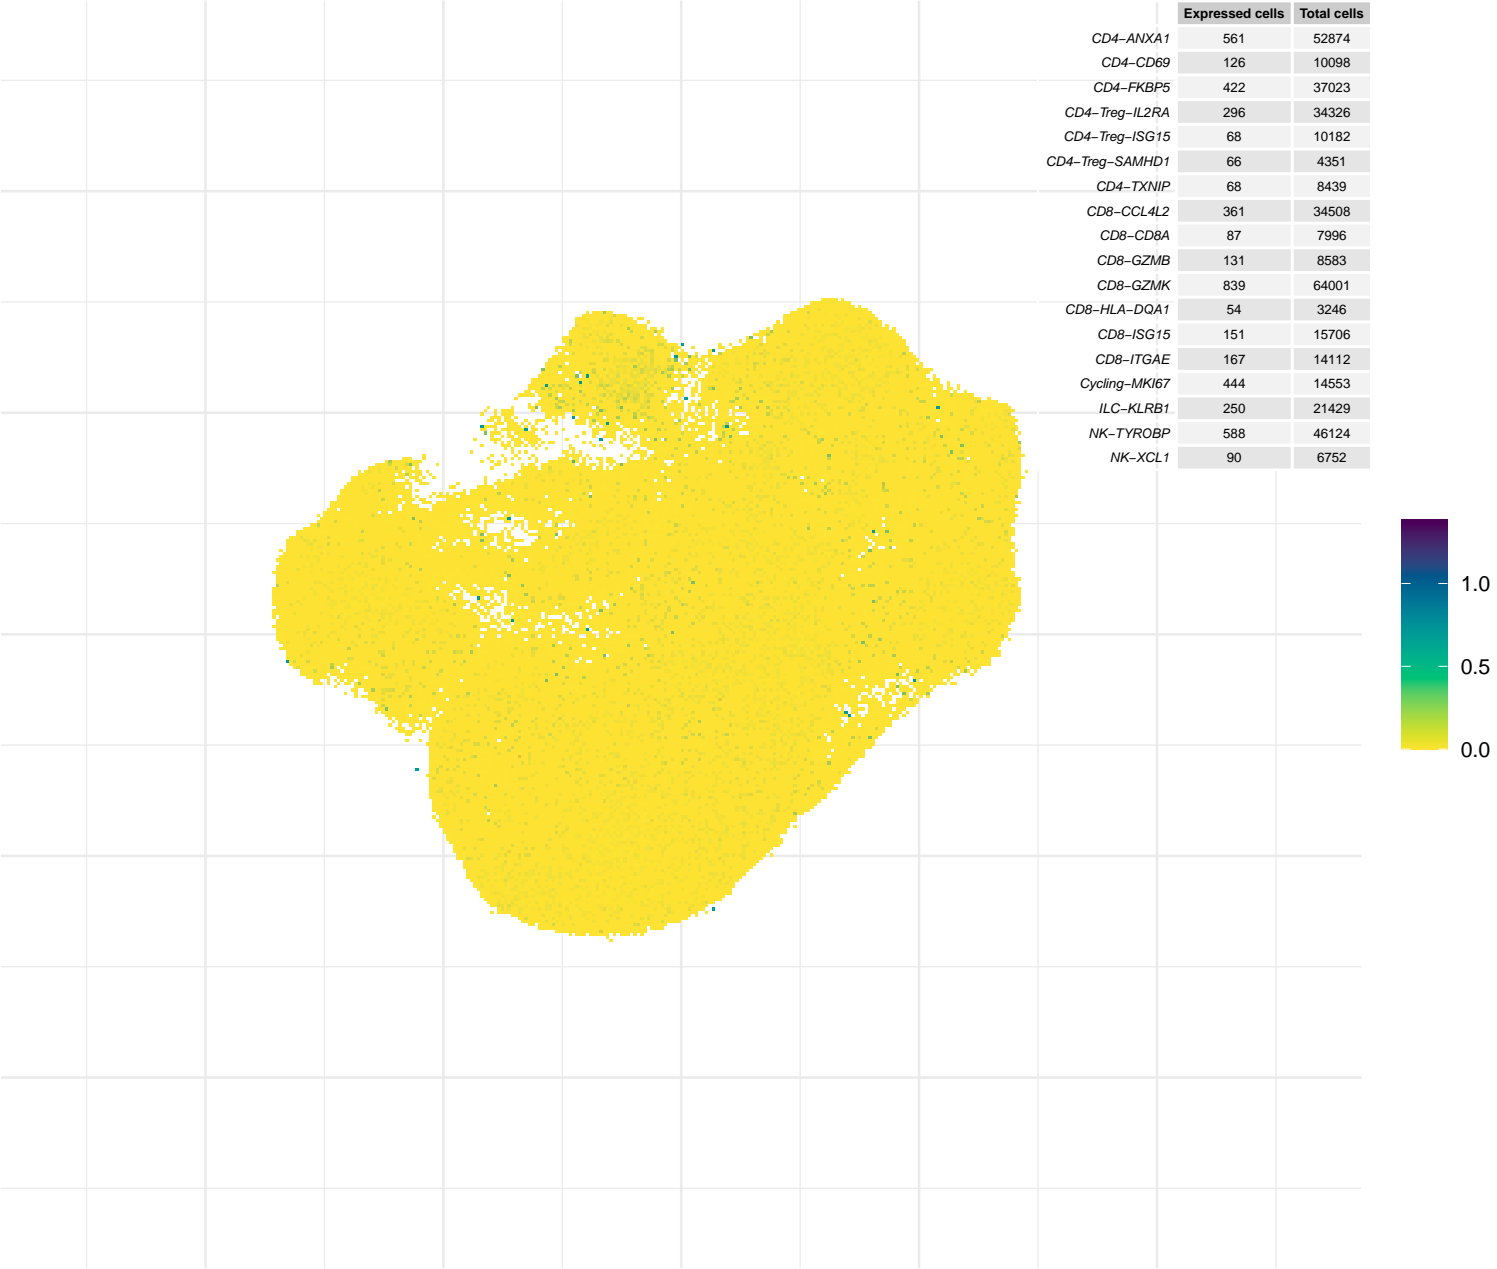 Expressed cells Total cells
CD4−ANXA1 561 52874
CD4−CD69 126 10098
CD4−FKBP5 422 37023
CD4−Treg−IL2RA 296 34326
CD4−Treg−ISG15 68 10182
CD4−Treg−SAMHD1 66 4351
CD4−TXNIP 68 8439
CD8−CCL4L2 361 34508
CD8−CD8A 87 7996
CD8−GZMB 131 8583
CD8−GZMK 839 64001
CD8−HLA−DQA1 54 3246
CD8−ISG15 151 15706
CD8−ITGAE 167 14112
Cycling−MKI67 444 14553
ILC−KLRB1 250 21429
NK−TYROBP 588 46124
NK−XCL1 90 6752
1.0
0.5
0.0